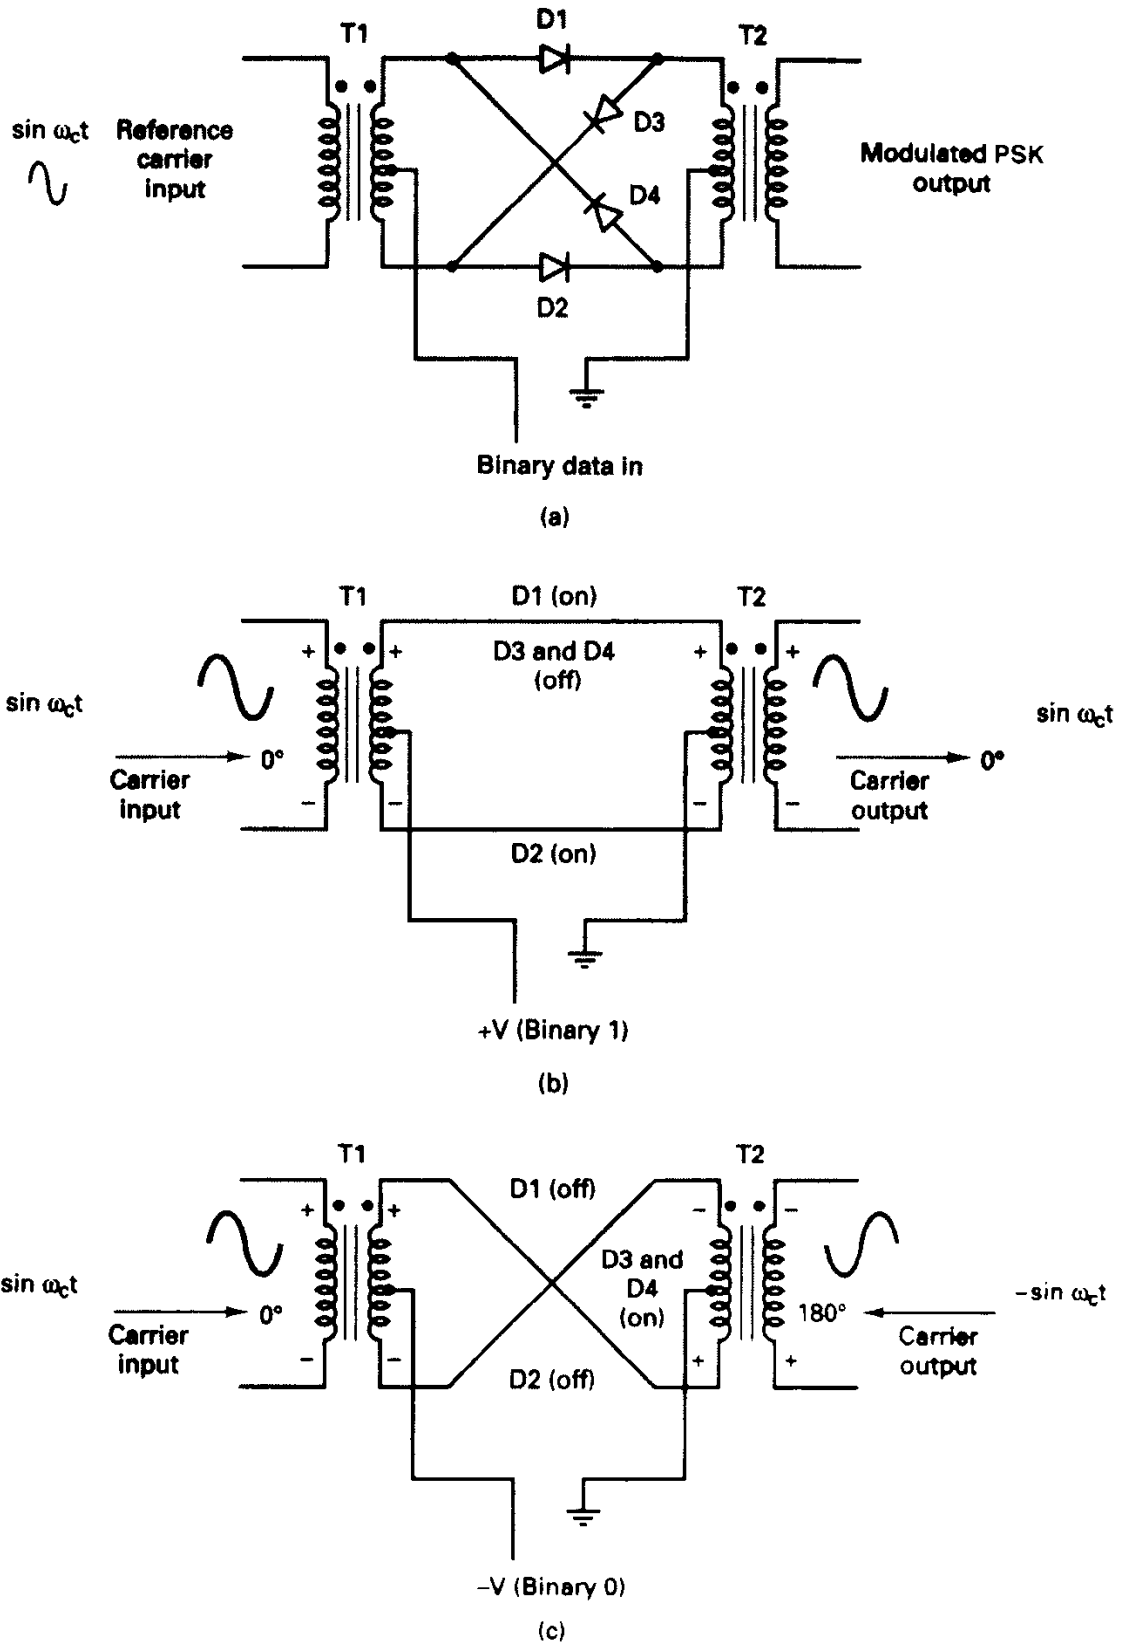 T1
D1
T2
sin ωct
Reference
carrier
input
D3
D4
Modulated PSK
output
D2
Binary data in
(a)
T1
D1 (on)
T2
+
+
D3 and D4
(off)
+
+
sin ωct
sin ωct
0°
0°
Carrier
input
Carrier
output
–
–
–
–
D2 (on)
+V (Binary 1)
(b)
T1
D1 (off)
T2
+
+
–
–
D3 and
D4
(on)
sin ωct
–sin ωct
0°
180°
Carrier
input
Carrier
output
–
–
+
+
D2 (off)
–V (Binary 0)
(c)